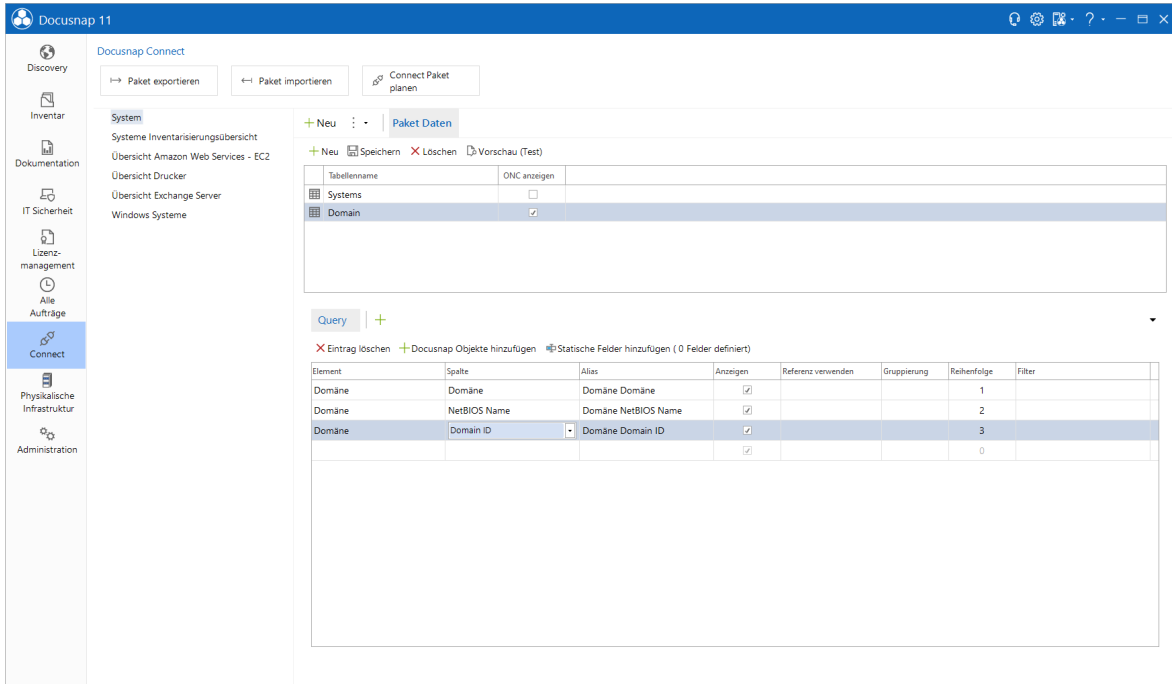 Docusnap 11
?
Discovery
Inventar
Dokumentation
IT Sicherheit
Lizenz-
management
Alle
Aufträge
Connect
Physikalische
Infrastruktur
Administration
Docusnap Connect
Paket exportieren
Paket importieren
Connect Paket
planen
System
Systeme Inventarisierungsübersicht
Übersicht Amazon Web Services - EC2
Übersicht Drucker
Übersicht Exchange Server
Windows Systeme
Neu Paket Daten
Neu Speichern Löschen Vorschau (Test)
Tabellenname ONC anzeigen
Systems
Domain
Query
Eintrag löschen Docusnap Objekte hinzufügen Statische Felder hinzufügen ( 0 Felder definiert)
Element Spalte Alias Anzeigen Referenz verwenden Gruppierung Reihenfolge Filter
Domäne Domäne Domäne Domäne 1
Domäne NetBIOS Name Domäne NetBIOS Name 2
Domäne Domain ID Domäne Domain ID 3
0